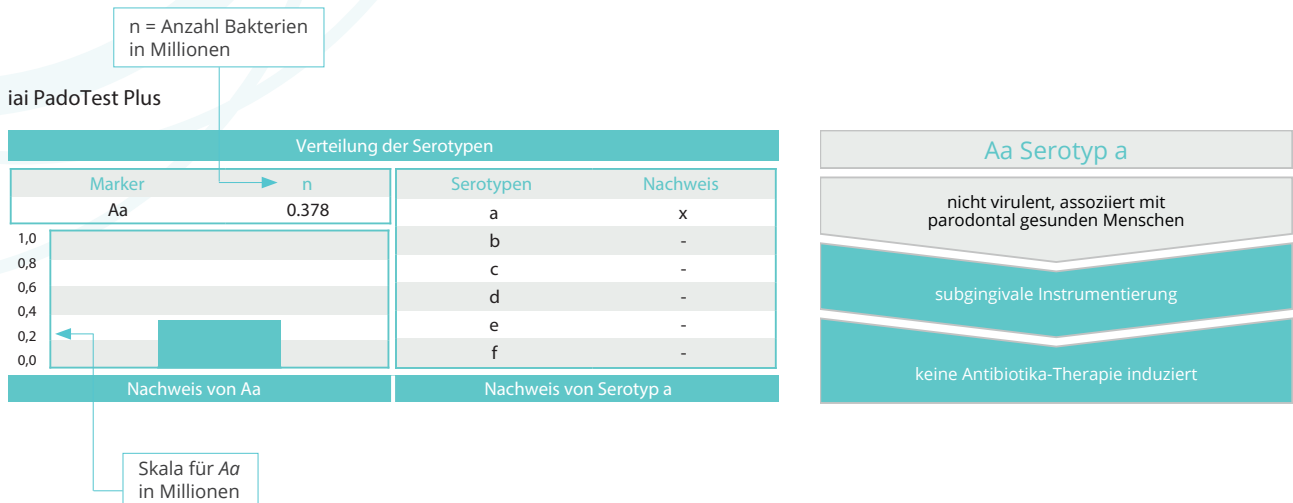 n = Anzahl Bakterien
in Millionen
iai PadoTest Plus
Verteilung der Serotypen
Marker n
Aa 0.378
1,0
0,8
0,6
0,4
0,2
0,0
Nachweis von Aa
Serotypen Nachweis
a x
b -
c -
d -
e -
f -
Nachweis von Serotyp a
Skala für Aa
in Millionen
Aa Serotyp a
nicht virulent, assoziiert mit
parodontal gesunden Menschen
subgingivale Instrumentierung
keine Antibiotika-Therapie induziert